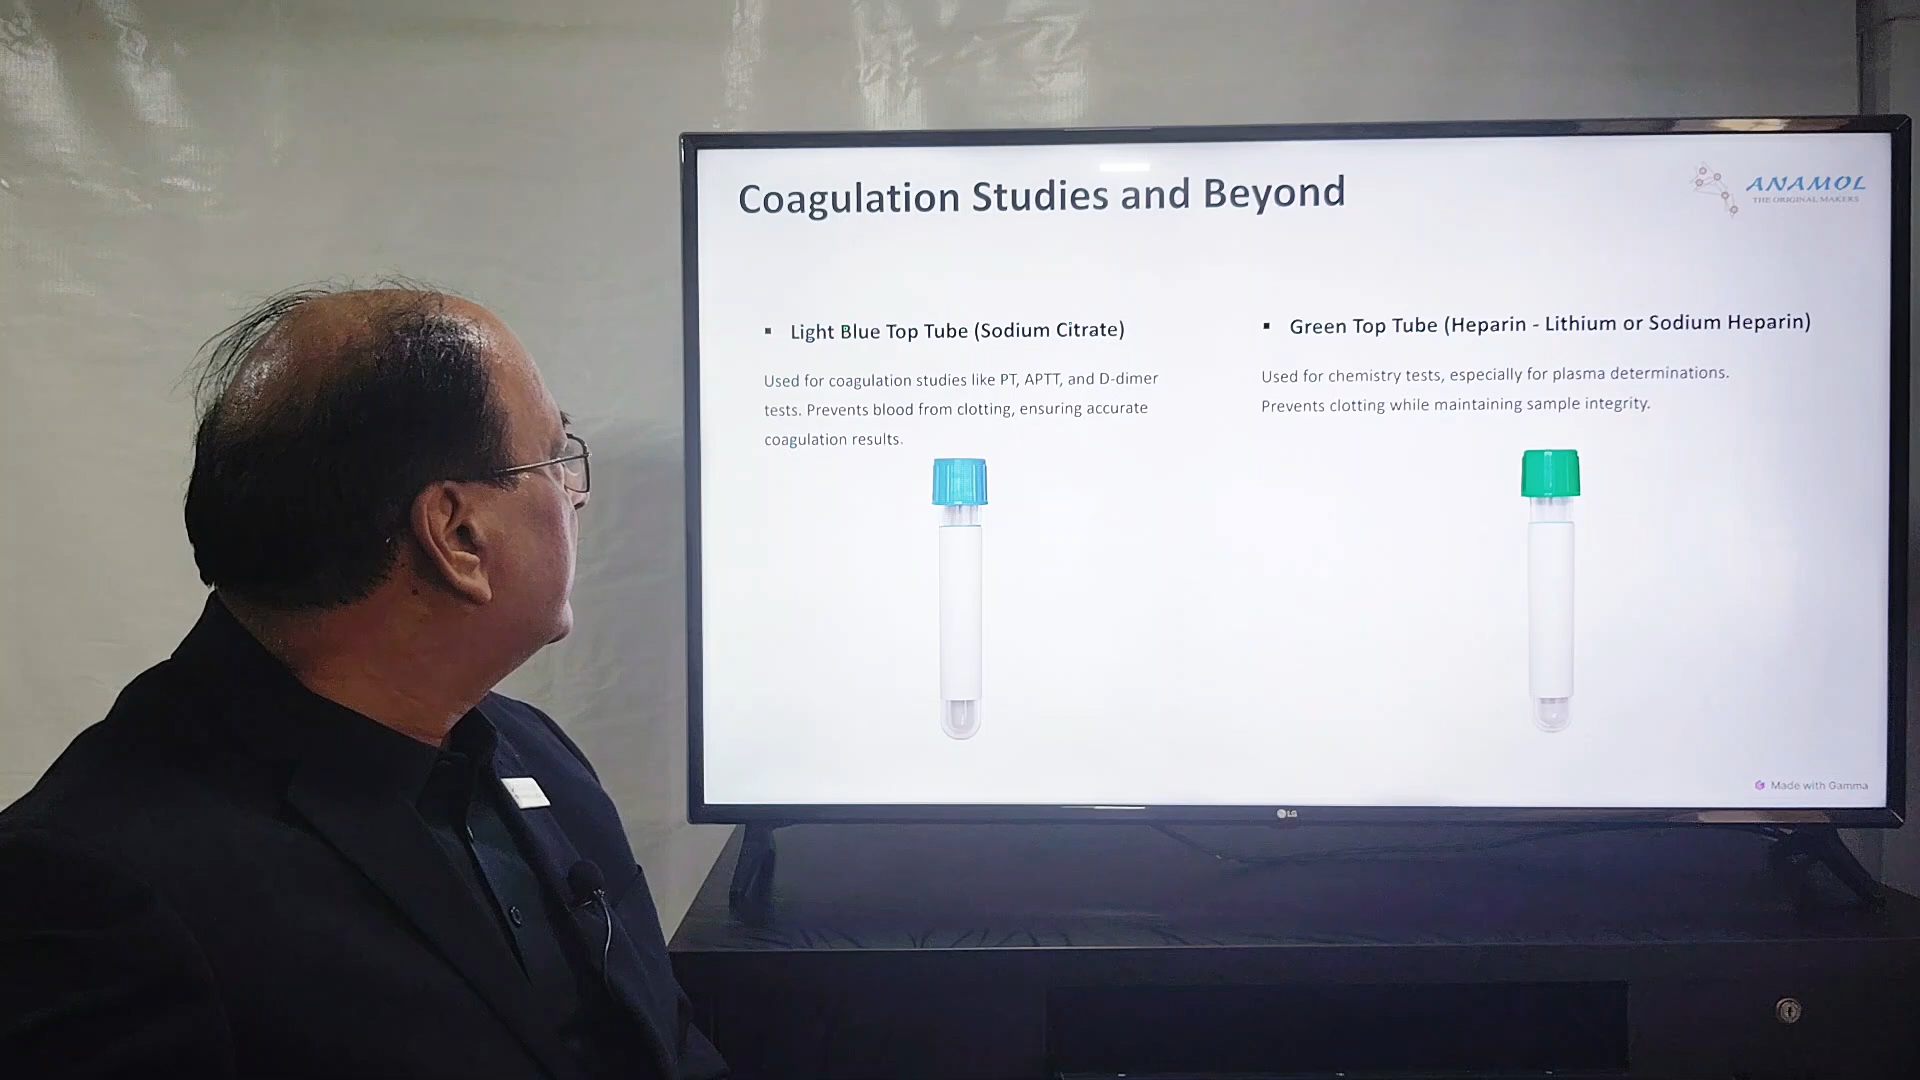 Coagulation Studies and Beyond
ANAMOL
THE ORIGINAL MAKERS
▪ Light Blue Top Tube (Sodium Citrate)
Used for coagulation studies like PT, APTT, and D-dimer
tests. Prevents blood from clotting, ensuring accurate
coagulation results.
▪ Green Top Tube (Heparin - Lithium or Sodium Heparin)
Used for chemistry tests, especially for plasma determinations.
Prevents clotting while maintaining sample integrity.
Made with Gamma
LG